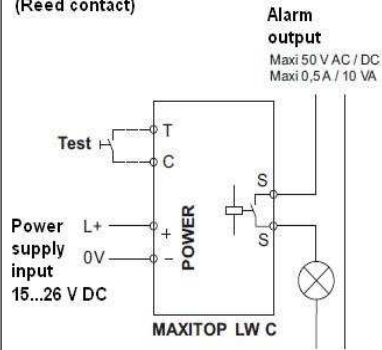 (Reed contact)
Alarm
output
Maxi 50 V AC / DC
Maxi 0,5 A / 10 VA
T
Test
C
S
Power
supply
input
15...26 V DC
L+
+
0V
–
POWER
S
MAXITOP LW C